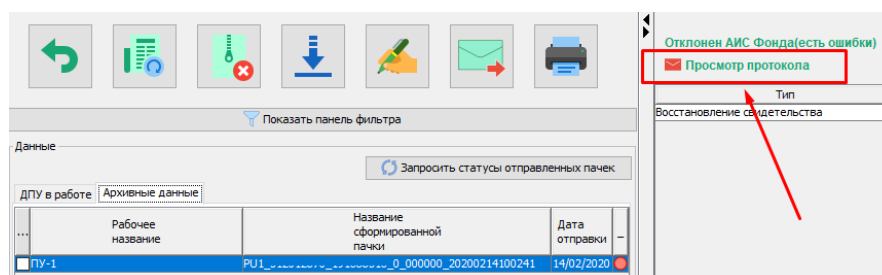 Отклонен АИС Фонда(есть ошибки)
Просмотр протокола
Тип
Восстановление свидетельства
Показать панель фильтра
Данные
Запросить статусы отправленных пачек
ДПУ в работе Архивные данные
... Рабочее название Название сформированной пачки Дата отправки –
ПУ-1 _0_000000_20200214100241 14/02/2020